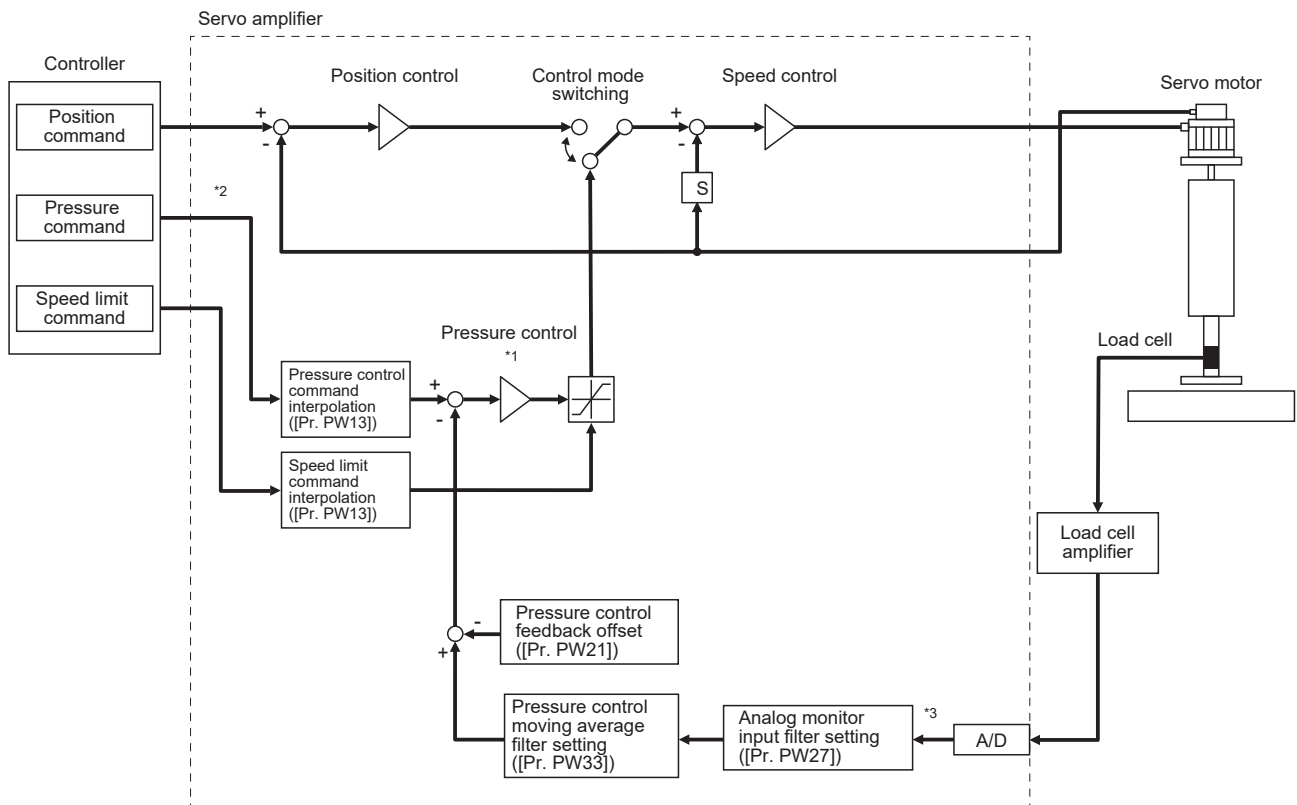 Servo amplifier
Controller
Position control
Control mode
switching
Speed control
Servo motor
Position
command
+
-
+
-
*2
S
Pressure
command
Speed limit
command
Pressure control
*1
Load cell
Pressure control
command
interpolation
([Pr. PW13])
+
-
Speed limit
command
interpolation
([Pr. PW13])
Load cell
amplifier
Pressure control
feedback offset
([Pr. PW21])
-
+
Pressure control
moving average
filter setting
([Pr. PW33])
Analog monitor
input filter setting
([Pr. PW27])
*3
A/D